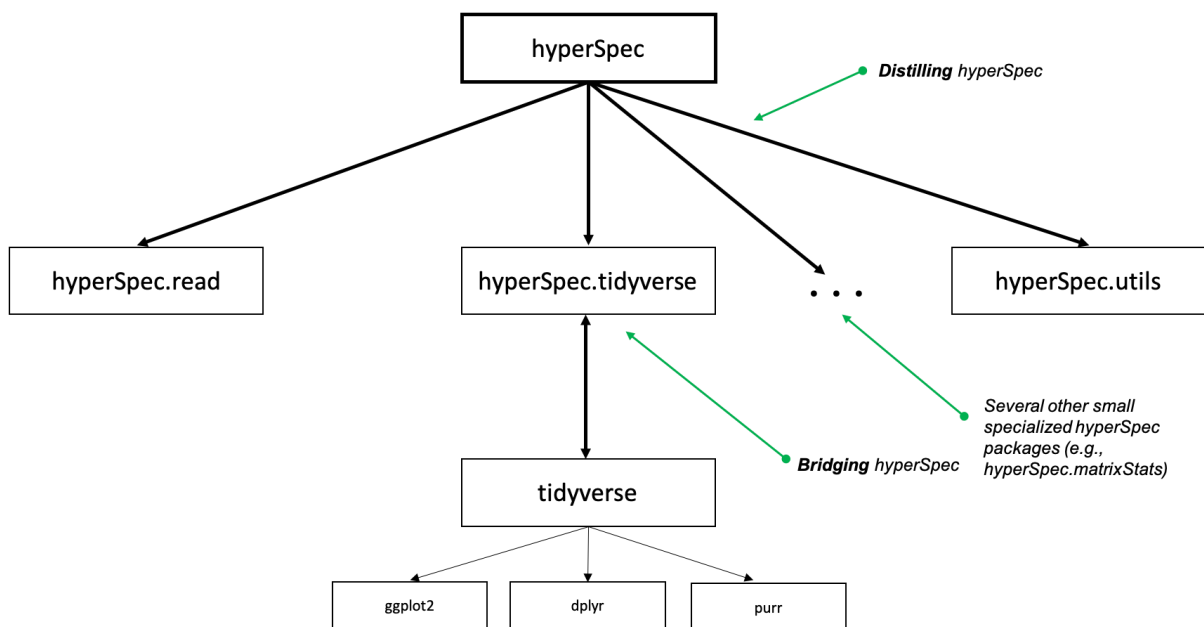 hyperSpec
Distilling hyperSpec
hyperSpec.read
hyperSpec.tidyverse
. . .
hyperSpec.utils
Several other small
specialized hyperSpec
packages (e.g.,
hyperSpec.matrixStats)
Bridging hyperSpec
tidyverse
ggplot2
dplyr
purr